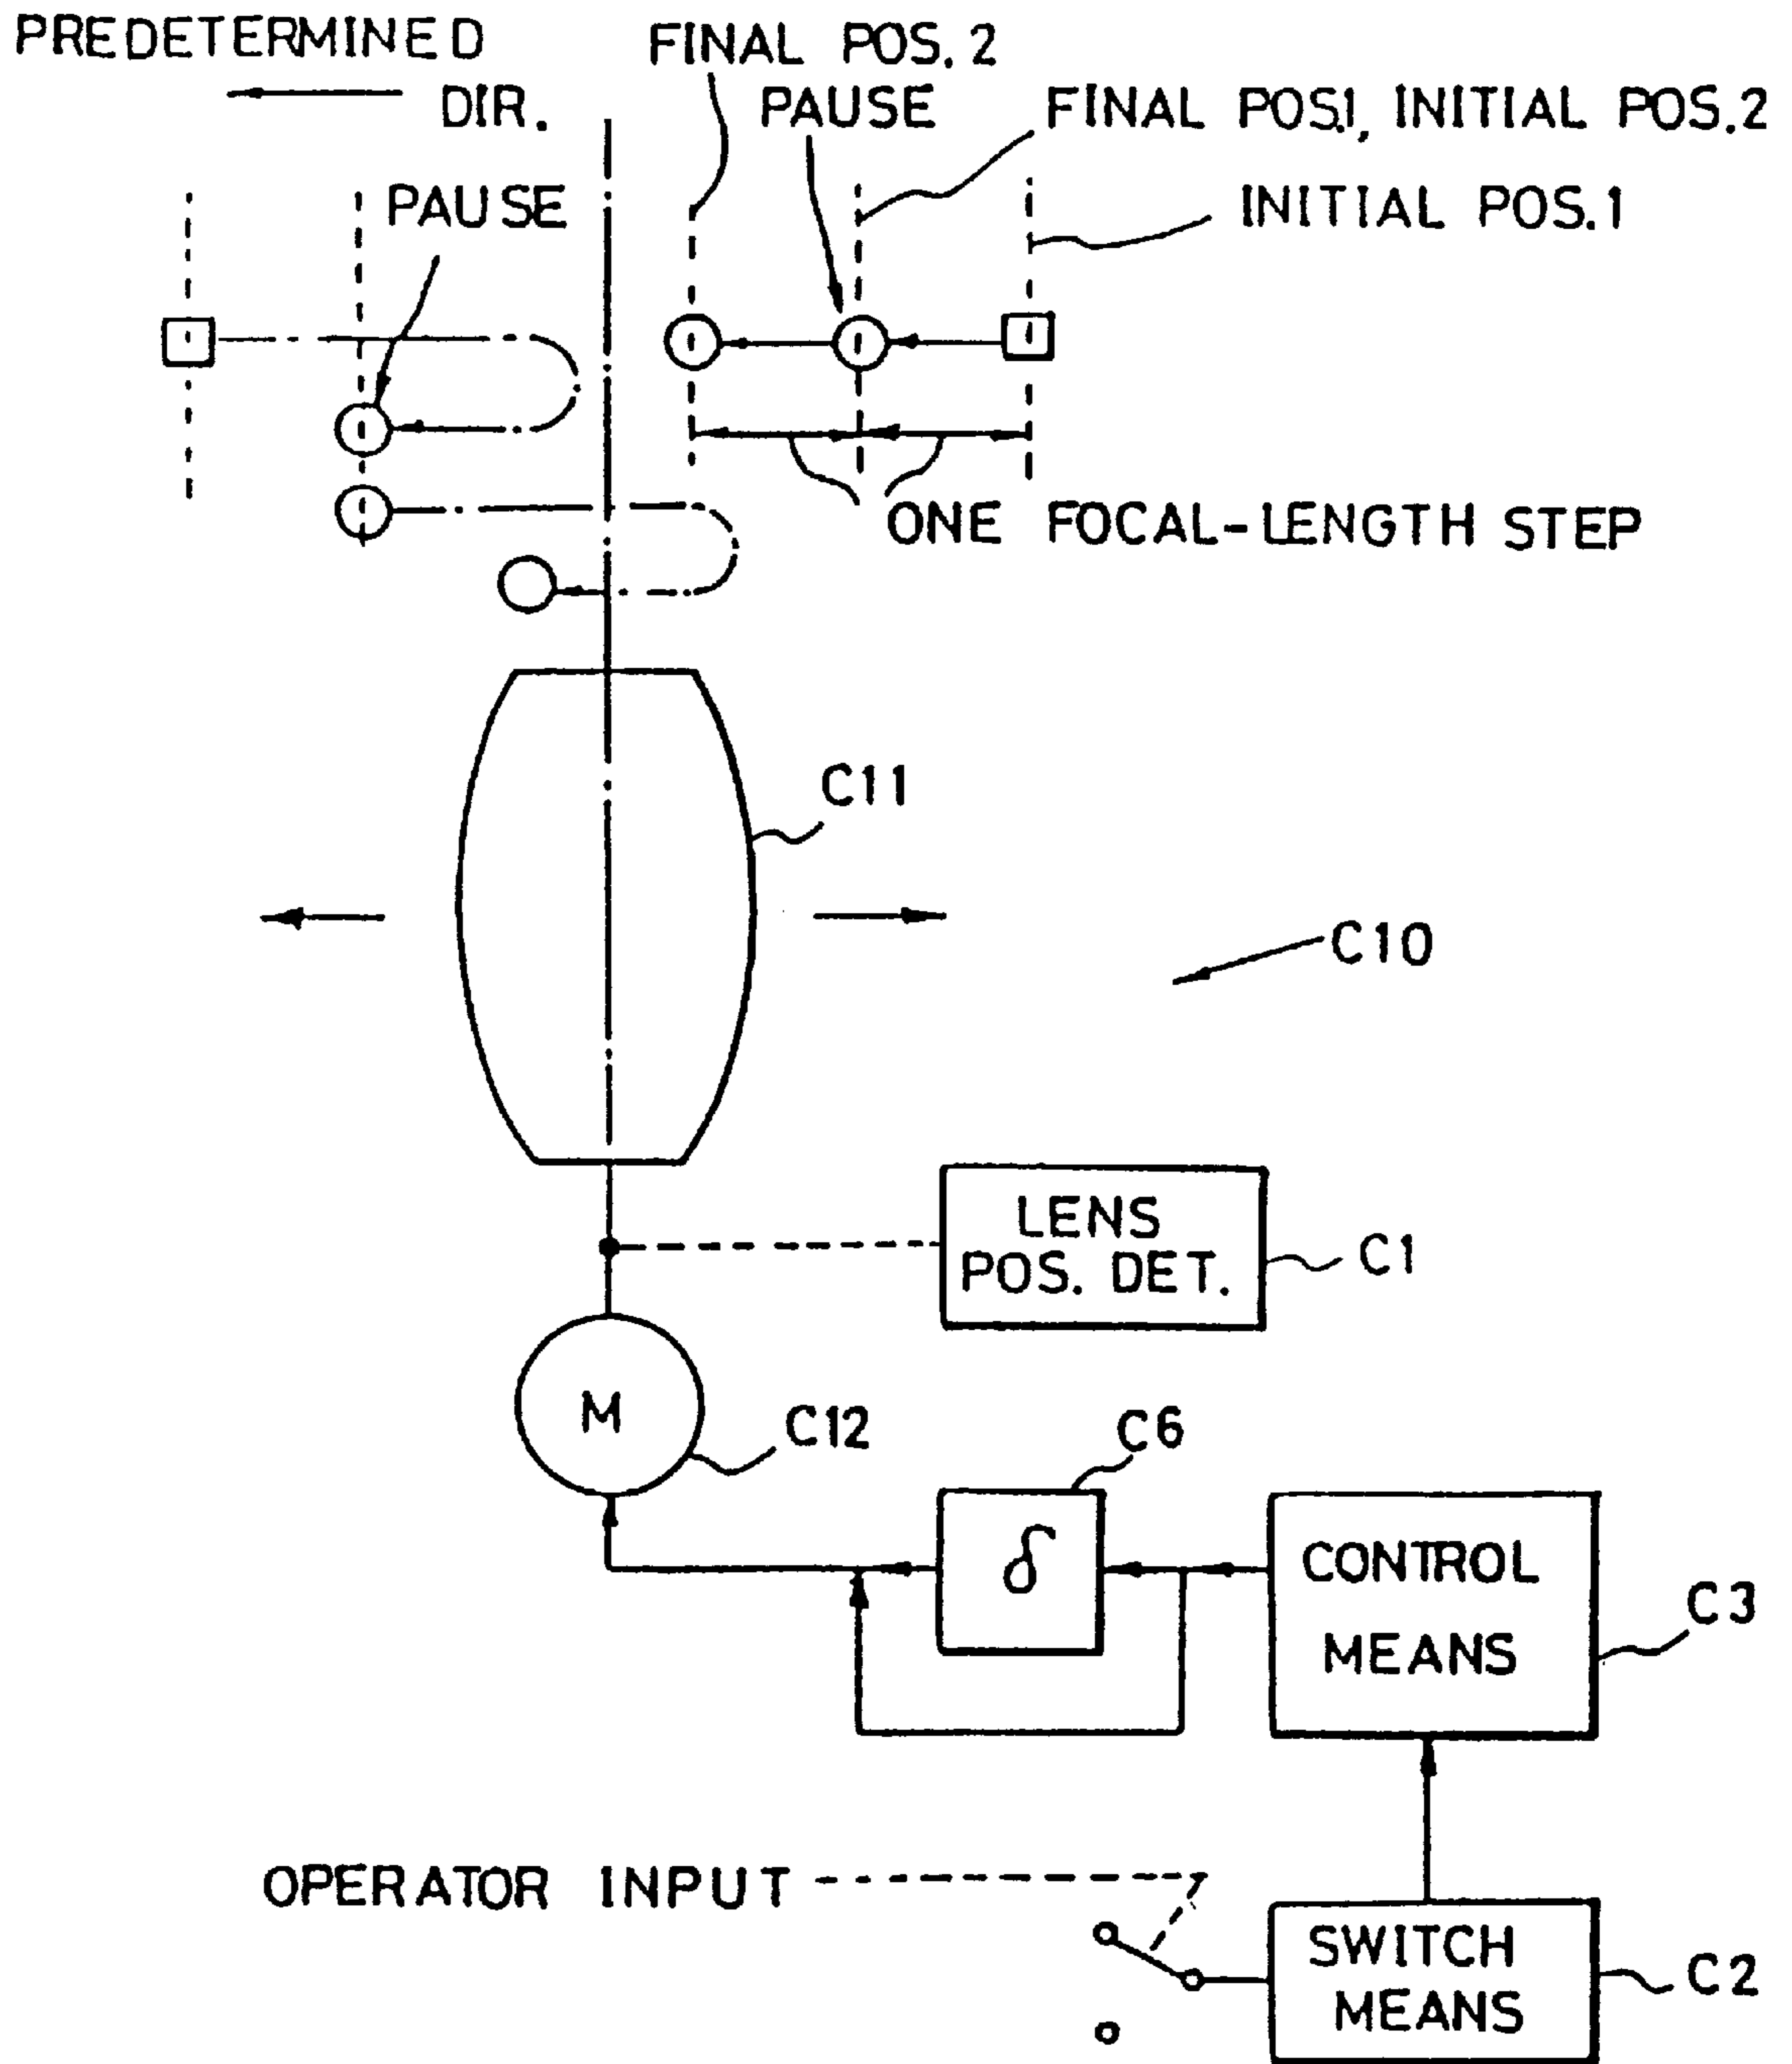 PREDETERMINED
DIR.
FINAL POS. 2
PAUSE
FINAL POS.1, INITIAL POS.2
PAUSE
INITIAL POS.1
ONE FOCAL-LENGTH STEP
C11
C10
LENS
POS. DET.
C1
M
C12
C6
δ
CONTROL
MEANS
C3
OPERATOR INPUT
SWITCH
MEANS
C2